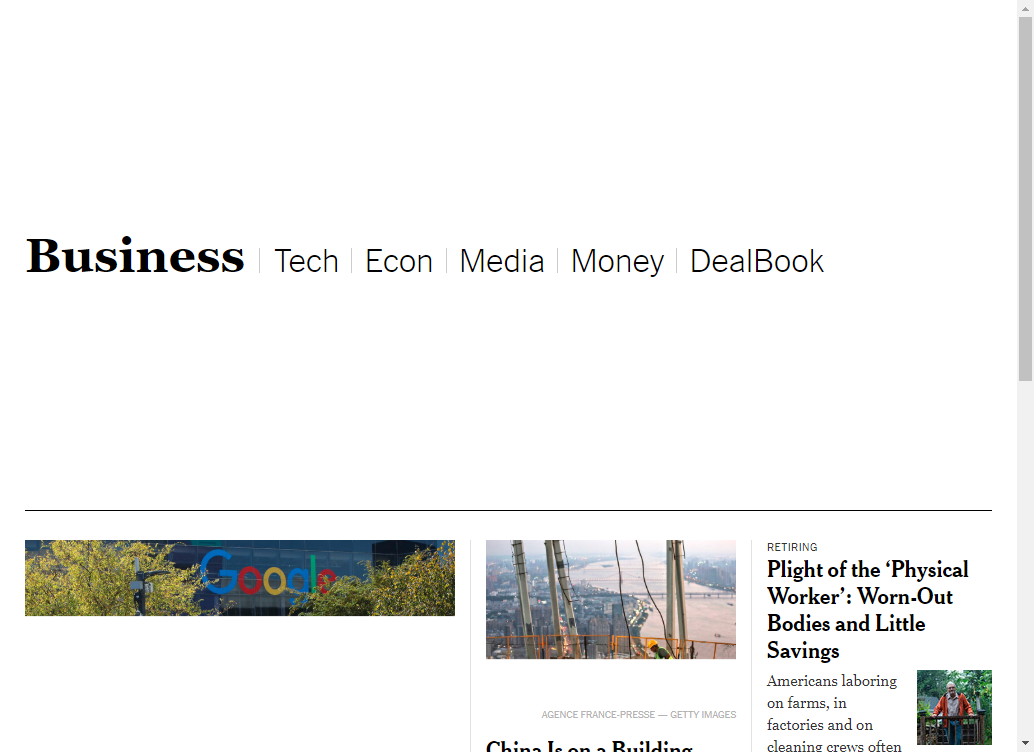 Business Tech Econ Media Money DealBook
Google
AGENCE FRANCE-PRESSE — GETTY IMAGES
China Is on a Building
RETIRING
Plight of the ‘Physical
Worker’: Worn-Out
Bodies and Little
Savings
Americans laboring
on farms, in
factories and on
cleaning crews often